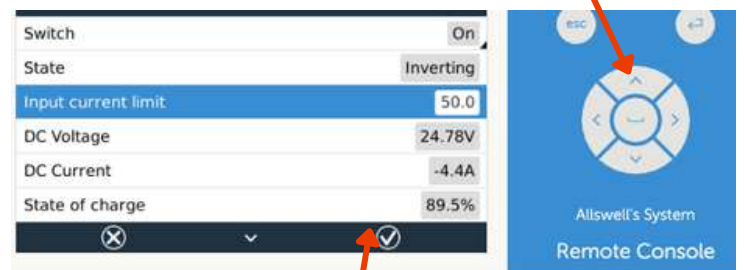 Switch On
State Inverting
Input current limit 50.0
DC Voltage 24.78V
DC Current -4.4A
State of charge 89.5%
esc
Allswell's System
Remote Console